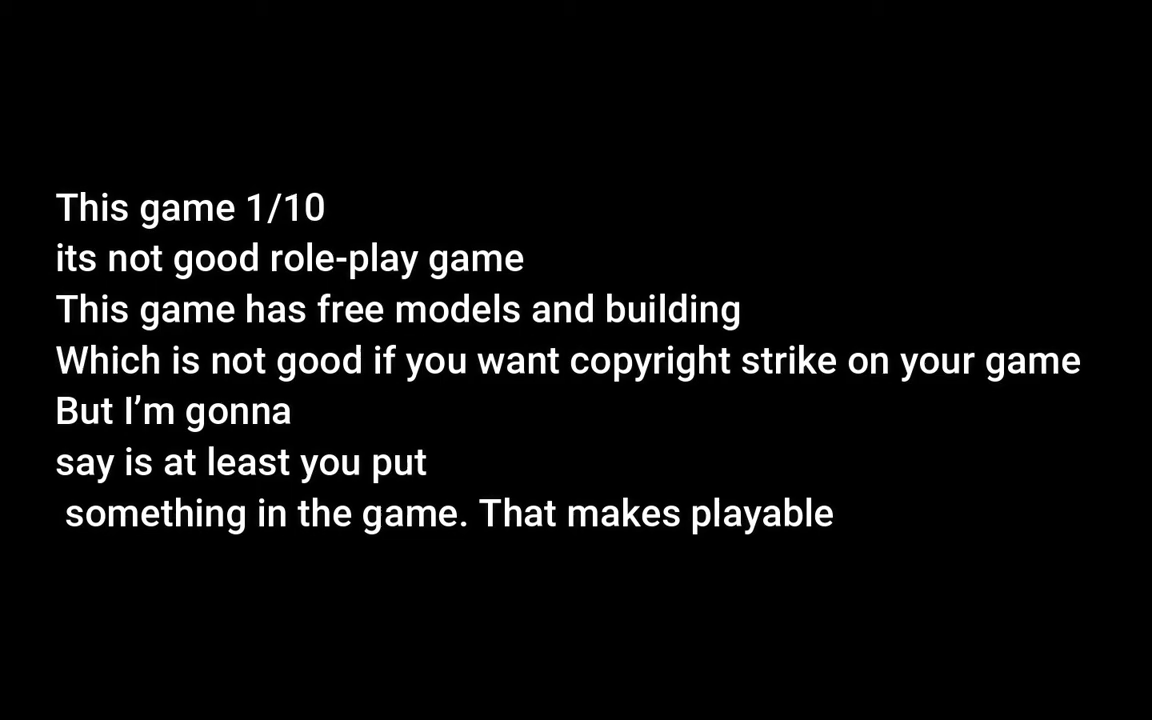 This game 1/10
its not good role-play game
This game has free models and building
Which is not good if you want copyright strike on your game
But I’m gonna
say is at least you put
something in the game. That makes playable